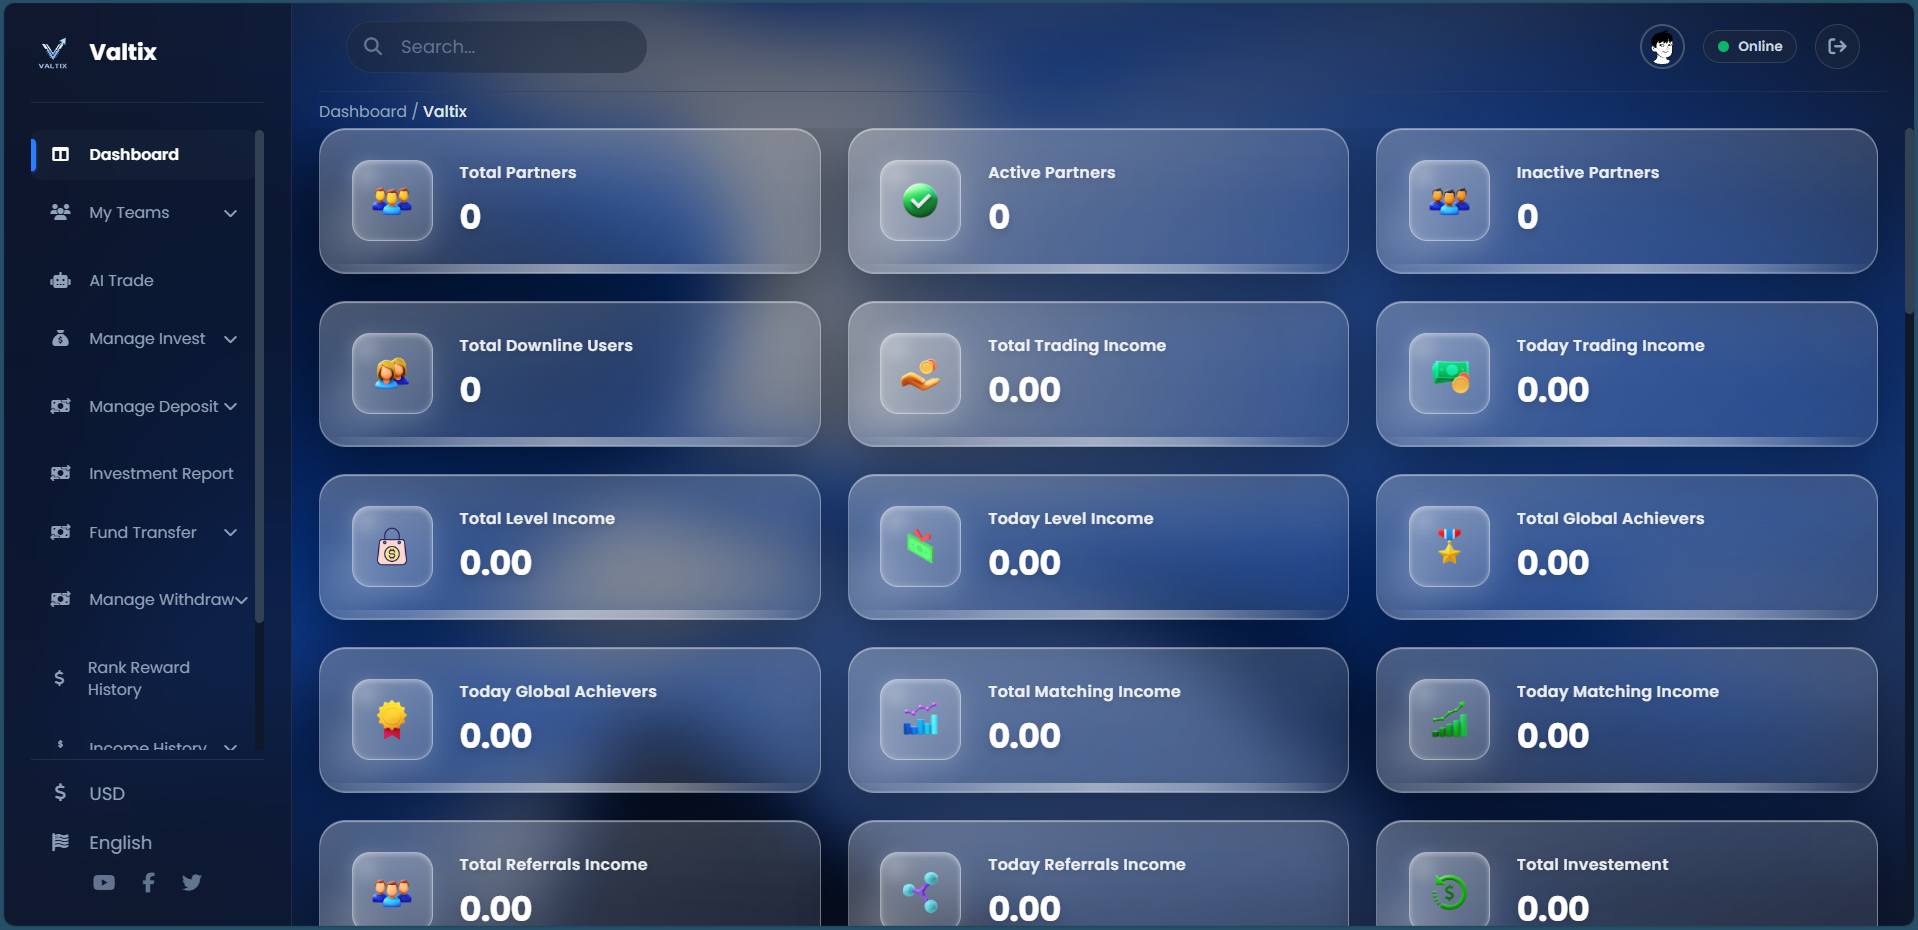 VALTIX
Valtix
Search...
Online
Dashboard / Valtix
Dashboard
My Teams
AI Trade
Manage Invest
Manage Deposit
Investment Report
Fund Transfer
Manage Withdraw
Rank Reward
History
Income History
USD
English
Total Partners
0
Active Partners
0
Inactive Partners
0
Total Downline Users
0
Total Trading Income
0.00
Today Trading Income
0.00
Total Level Income
0.00
Today Level Income
0.00
Total Global Achievers
0.00
Today Global Achievers
0.00
Total Matching Income
0.00
Today Matching Income
0.00
Total Referrals Income
0.00
Today Referrals Income
0.00
Total Investement
0.00